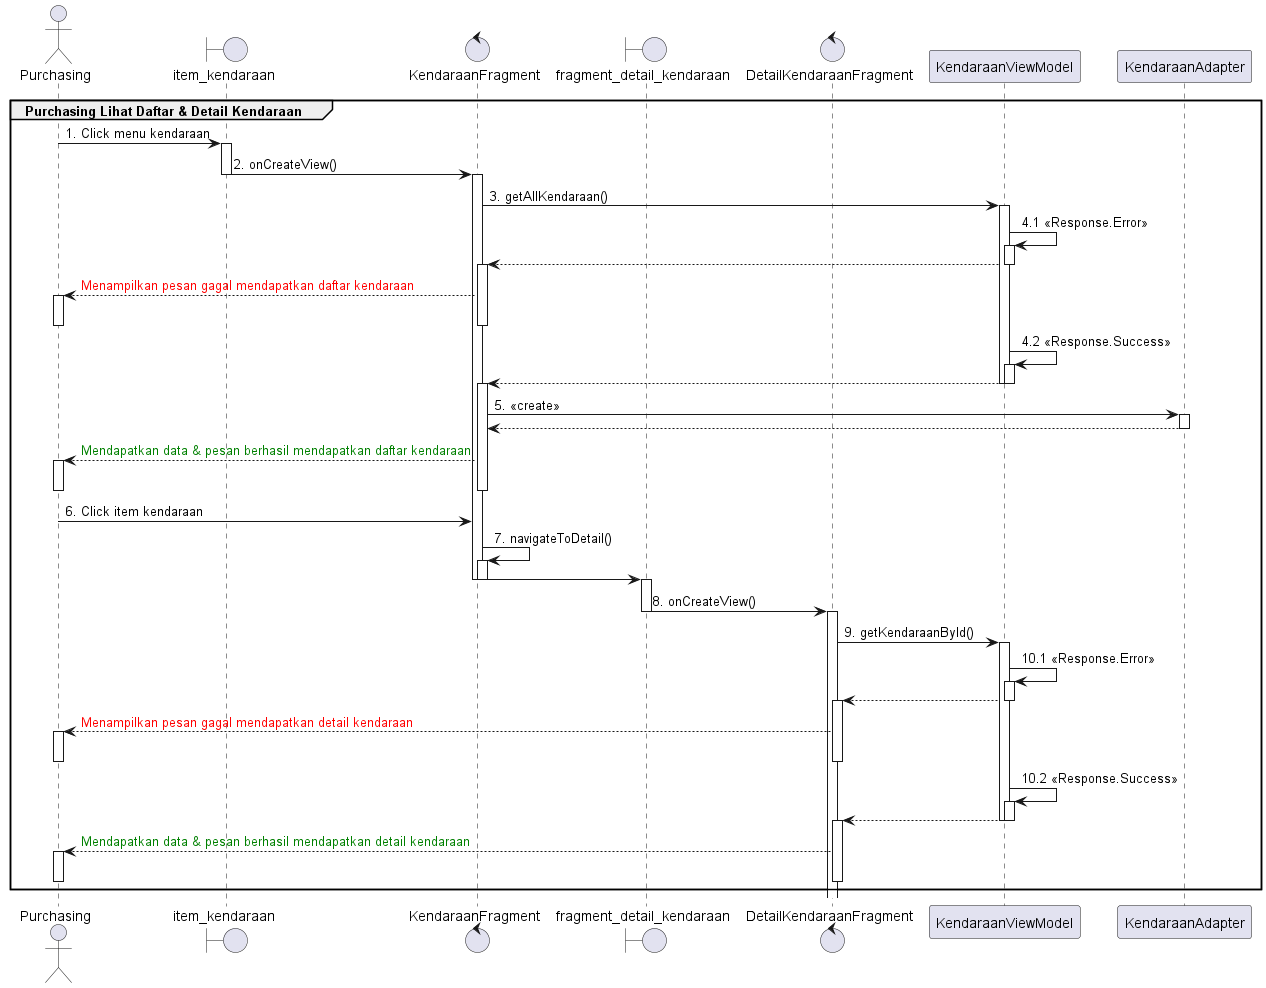 Purchasing
item_kendaraan
KendaraanFragment
fragment_detail_kendaraan
DetailKendaraanFragment
KendaraanViewModel
KendaraanAdapter
Purchasing Lihat Daftar & Detail Kendaraan
1. Click menu kendaraan
2. onCreateView()
3. getAllKendaraan()
4.1 «Response.Error»
Menampilkan pesan gagal mendapatkan daftar kendaraan
4.2 «Response.Success»
5. «create»
Mendapatkan data & pesan berhasil mendapatkan daftar kendaraan
6. Click item kendaraan
7. navigateToDetail()
8. onCreateView()
9. getKendaraanById()
10.1 «Response.Error»
Menampilkan pesan gagal mendapatkan detail kendaraan
10.2 «Response.Success»
Mendapatkan data & pesan berhasil mendapatkan detail kendaraan
Purchasing
item_kendaraan
KendaraanFragment
fragment_detail_kendaraan
DetailKendaraanFragment
KendaraanViewModel
KendaraanAdapter